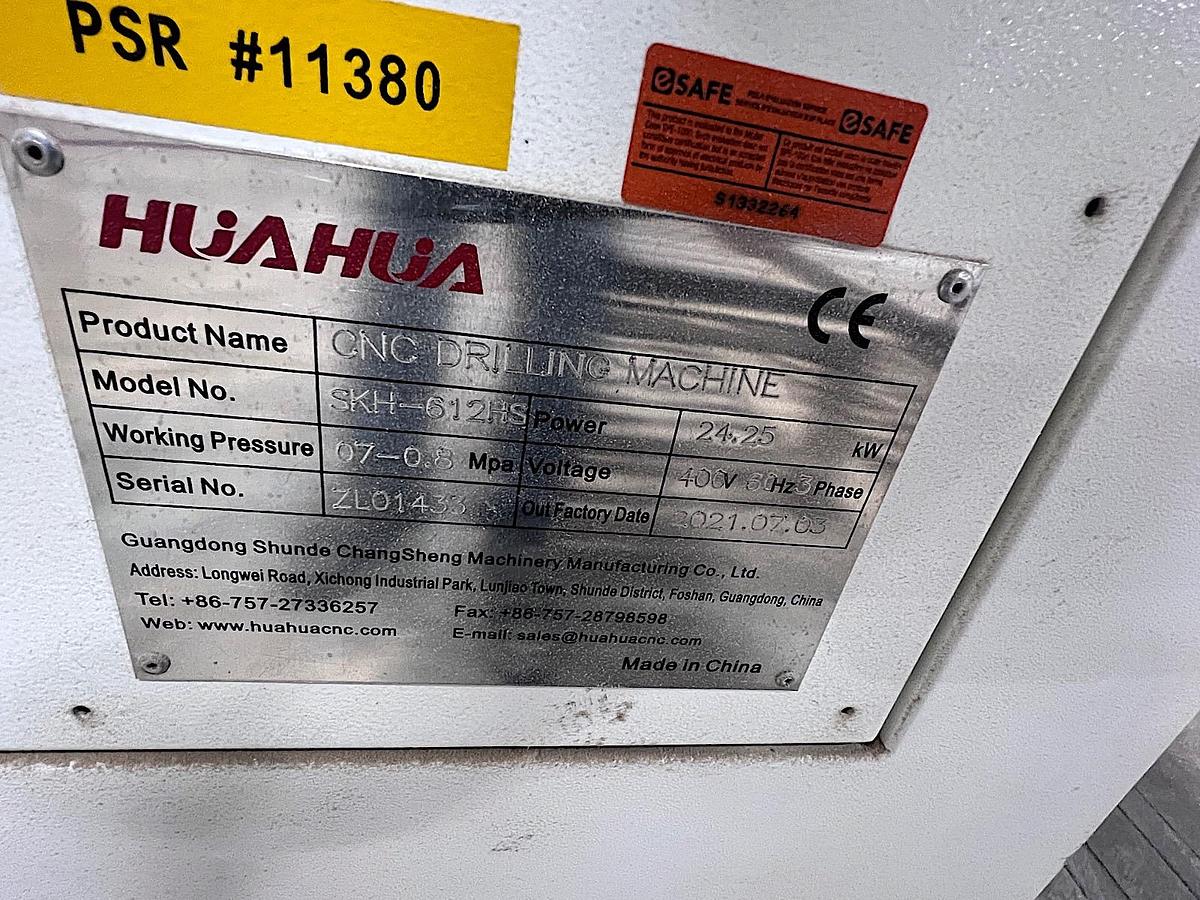 PSR #11380
eSAFE
eSAFE
S1332264
HUAHUA
CE
Product Name CNC DRILLING MACHINE
Model No. SKH-612HS Power 24.25 kW
Working Pressure 07-0.8 Mpa Voltage 400V 60Hz 3 Phase
Serial No. ZL01433 Out Factory Date 2021.07.03
Guangdong Shunde ChangSheng Machinery Manufacturing Co., Ltd.
Address: Longwei Road, Xichong Industrial Park, Lunjiao Town, Shunde District, Foshan, Guangdong, China
Tel: +86-757-27336257 Fax: +86-757-28798598
Web: www.huahuacnc.com E-mail: sales@huahuacnc.com
Made in China